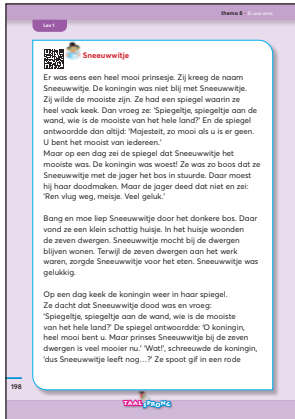 thema 8 - Er was eens
Les 1
Sneeuwwitje
Er was eens een heel mooi prinsesje. Zij kreeg de naam
Sneeuwwitje. De koningin was niet blij met Sneeuwwitje.
Zij wilde de mooiste zijn. Ze had een spiegel waarin ze
heel vaak keek. Dan vroeg ze: 'Spiegeltje, spiegeltje aan de
wand, wie is de mooiste van het hele land?' En de spiegel
antwoordde dan altijd: 'Majesteit, zo mooi als u is er geen.
U bent het mooist van iedereen.'
Maar op een dag zei de spiegel dat Sneeuwwitje het
mooiste was. De koningin was woest! Ze was zo boos dat ze
Sneeuwwitje met de jager het bos in stuurde. Daar moest
hij haar doodmaken. Maar de jager deed dat niet en zei:
'Ren vlug weg, meisje. Veel geluk.'
Bang en moe liep Sneeuwwitje door het donkere bos. Daar
vond ze een klein schattig huisje. In het huisje woonden
de zeven dwergen. Sneeuwwitje mocht bij de dwergen
blijven wonen. Terwijl de zeven dwergen aan het werk
waren, zorgde Sneeuwwitje voor het eten. Sneeuwwitje was
gelukkig.
Op een dag keek de koningin weer in haar spiegel.
Ze dacht dat Sneeuwwitje dood was en vroeg:
'Spiegeltje, spiegeltje aan de wand, wie is de mooiste
van het hele land?' De spiegel antwoordde: 'O koningin,
heel mooi bent u. Maar prinses Sneeuwwitje bij de zeven
dwergen is veel mooier nu.' 'Wat!', schreeuwde de koningin,
'dus Sneeuwwitje leeft nog...?' Ze spoot gif in een rode
198
TAALSPRONG